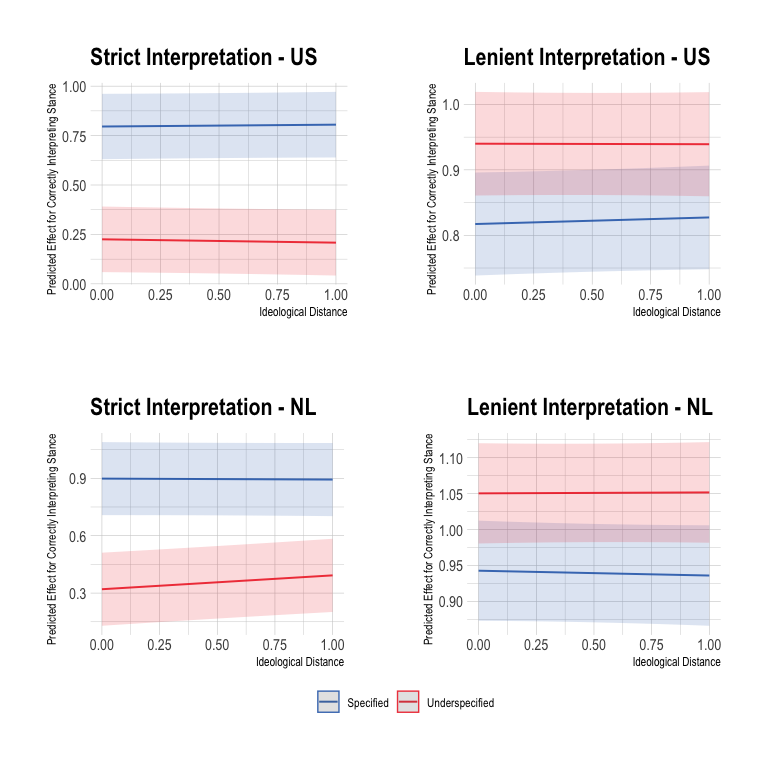 Strict Interpretation - US
Predicted Effect for Correctly Interpreting Stance
1.00
0.75
0.50
0.25
0.00
0.00 0.25 0.50 0.75 1.00
Ideological Distance
Lenient Interpretation - US
Predicted Effect for Correctly Interpreting Stance
1.0
0.9
0.8
0.00 0.25 0.50 0.75 1.00
Ideological Distance
Strict Interpretation - NL
Predicted Effect for Correctly Interpreting Stance
0.9
0.6
0.3
0.00 0.25 0.50 0.75 1.00
Ideological Distance
Lenient Interpretation - NL
Predicted Effect for Correctly Interpreting Stance
1.10
1.05
1.00
0.95
0.90
0.00 0.25 0.50 0.75 1.00
Ideological Distance
Specified Underspecified